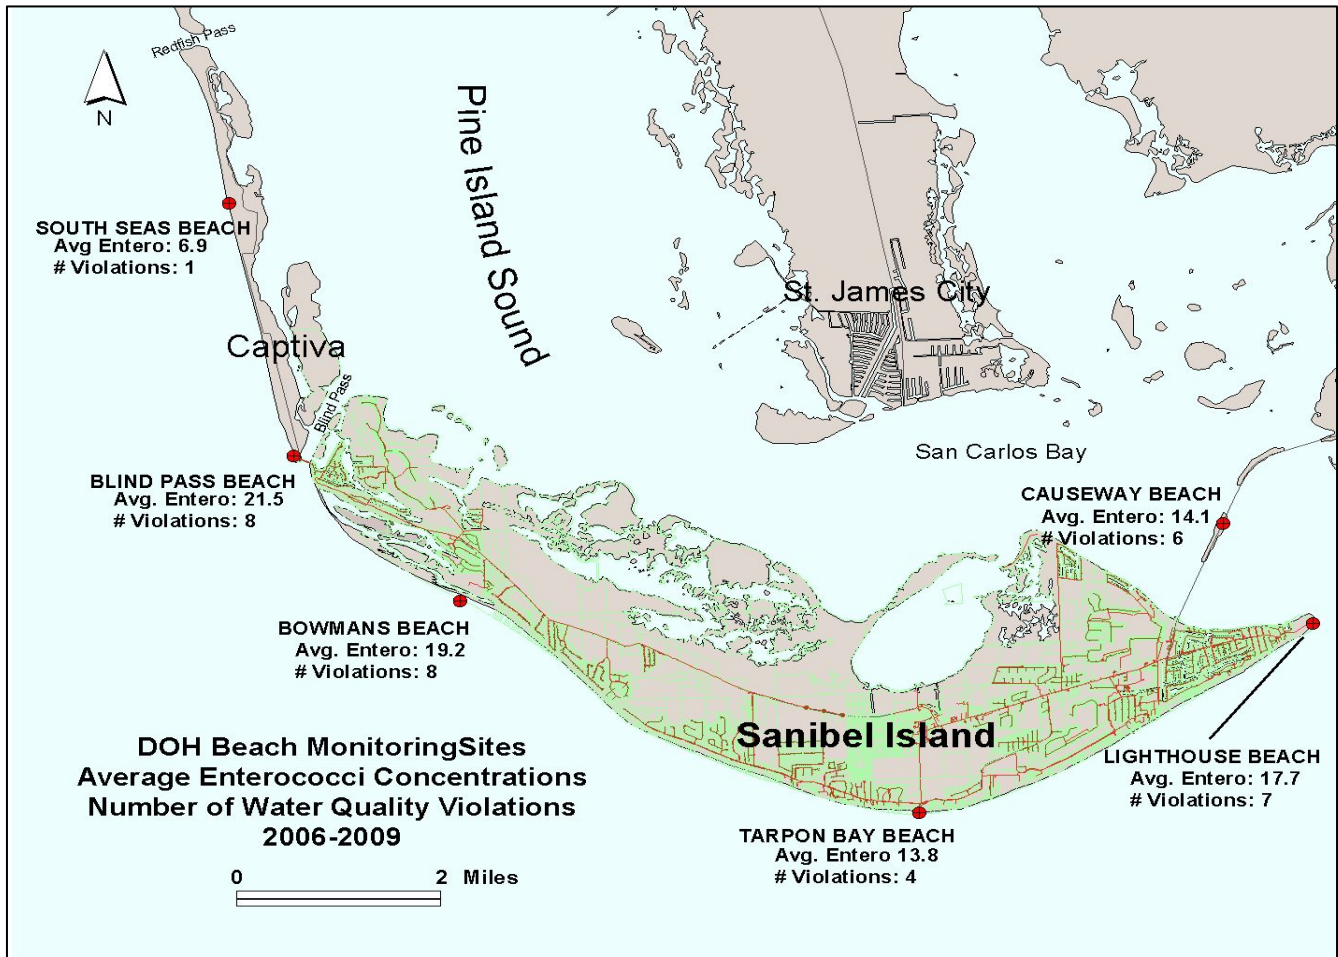 Redfish Pass
N
Pine Island Sound
SOUTH SEAS BEACH
Avg Entero: 6.9
# Violations: 1
St. James City
Captiva
Blind Pass
San Carlos Bay
BLIND PASS BEACH
Avg. Entero: 21.5
# Violations: 8
CAUSEWAY BEACH
Avg. Entero: 14.1
# Violations: 6
BOWMANS BEACH
Avg. Entero: 19.2
# Violations: 8
Sanibel Island
LIGHTHOUSE BEACH
Avg. Entero: 17.7
# Violations: 7
DOH Beach MonitoringSites
Average Enterococci Concentrations
Number of Water Quality Violations
2006-2009
TARPON BAY BEACH
Avg. Entero 13.8
# Violations: 4
0 2 Miles